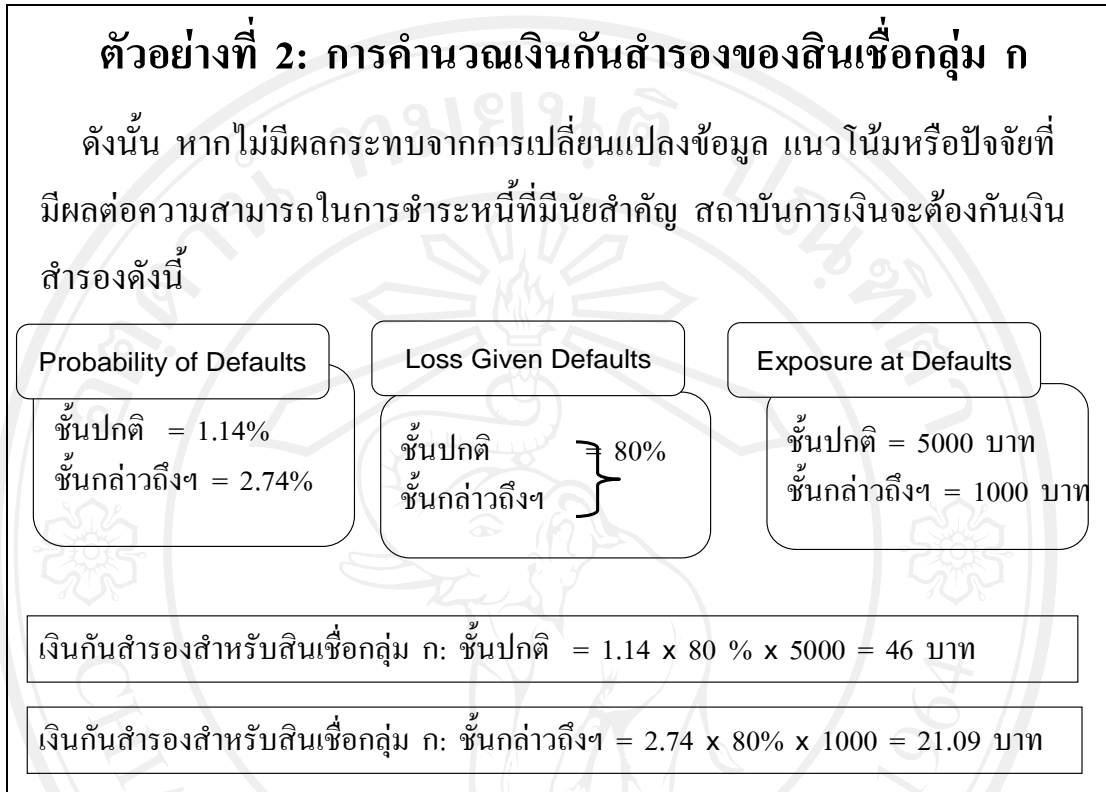 ตัวอย่างที่ 2: การคำนวณเงินกันสำรองของสินเชื่อกลุ่ม ก
ดังนั้น หากไม่มีผลกระทบจากการเปลี่ยนแปลงข้อมูล แนวโน้มหรือปัจจัยที่
มีผลต่อความสามารถในการชำระหนี้ที่มีนัยสำคัญ สถาบันการเงินจะต้องกันเงิน
สำรองดังนี้
Probability of Defaults
ชั้นปกติ = 1.14%
ชั้นกล่าวถึงฯ = 2.74%
Loss Given Defaults
ชั้นปกติ = 80%
ชั้นกล่าวถึงฯ
Exposure at Defaults
ชั้นปกติ = 5000 บาท
ชั้นกล่าวถึงฯ = 1000 บาท
เงินกันสำรองสำหรับสินเชื่อกลุ่ม ก: ชั้นปกติ = 1.14 x 80 % x 5000 = 46 บาท
เงินกันสำรองสำหรับสินเชื่อกลุ่ม ก: ชั้นกล่าวถึงฯ = 2.74 x 80% x 1000 = 21.09 บาท